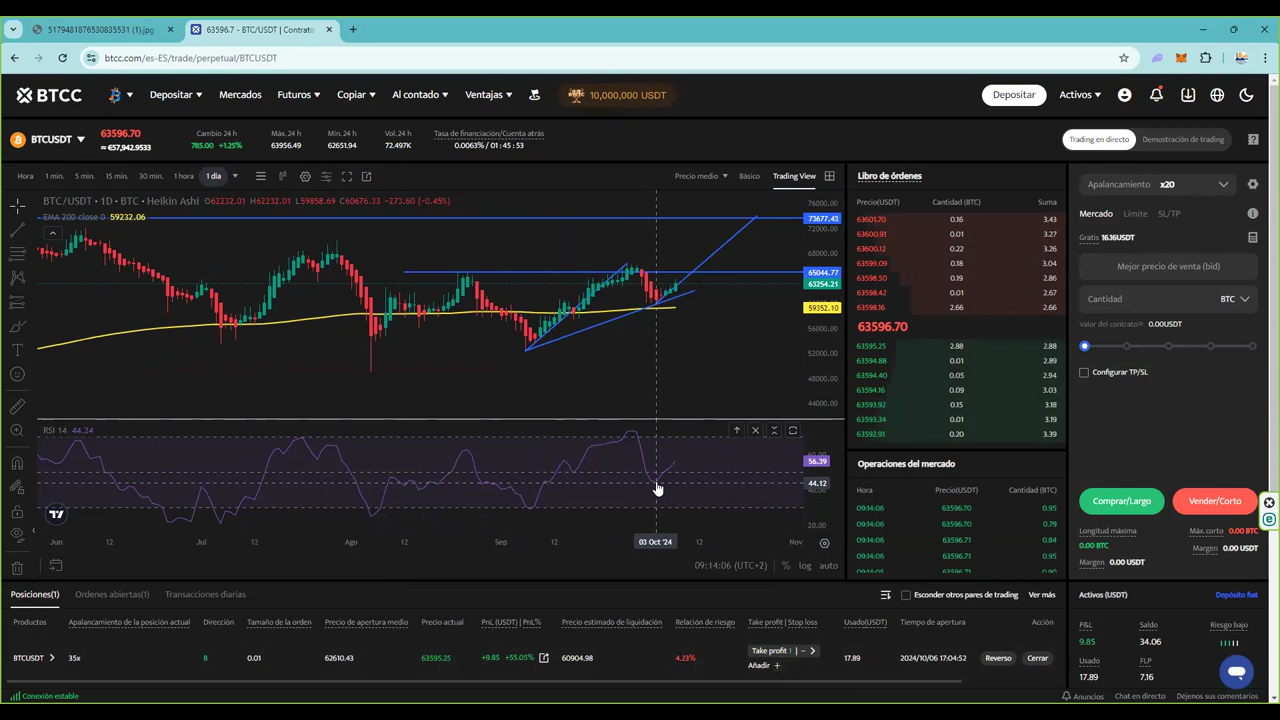 5179481876530835531 (1).jpg
63596.7 - BTC/USDT | Contrato
btcc.com/es-ES/trade/perpetual/BTCUSDT
BTCC
Depositar
Mercados
Futuros
Copiar
Al contado
Ventajas
10,000,000 USDT
Depositar
Activos
BTCUSDT
63596.70
≈ €57,942.9533
Cambio 24 h
785.00 +1.25%
Máx.24 h
63956.49
Mín.24 h
62651.94
Vol. 24 h
72.497K
Tasa de financiación/Cuenta atrás
0.0063% / 01:45:53
Trading en directo
Demostración de trading
Hora
1 min.
5 min.
15 min.
30 min.
1 hora
1 día
Precio medio
Básico
Trading View
BTC/USDT · 1D · BTC · Heikin Ashi O62232.01 H62232.01 L59858.69 C60676.33 -273.60 (-0.45%)
EMA 200 close 0 59232.06
76000.00
73677.43
72000.00
68000.00
65044.77
63254.21
59352.10
56000.00
52000.00
48000.00
44000.00
RSI 14 44.24
56.39
44.12
20.00
Jun
12
Jul
12
Ago
12
Sep
03 Oct '24
12
Nov
09:14:06 (UTC+2)
%
log
auto
Libro de órdenes
Precio(USDT) Cantidad (BTC) Suma
63601.70 0.16 3.43
63600.91 0.01 3.27
63600.12 0.22 3.26
63599.09 0.18 3.04
63598.50 0.19 2.86
63598.42 0.01 2.67
63598.16 2.66 2.66
63596.70
63595.25 2.88 2.88
63594.88 0.01 2.89
63594.40 0.05 2.94
63594.16 0.09 3.03
63593.92 0.15 3.18
63593.07 0.01 3.19
63592.91 0.20 3.39
Operaciones del mercado
Hora Precio(USDT) Cantidad (BTC)
09:14:06 63596.70 0.95
09:14:06 63596.70 0.79
09:14:06 63596.71 0.84
09:14:06 63596.71 0.95
09:14:06 63596.71 0.90
Apalancamiento x20
Mercado
Límite
SL/TP
Gratis 16.16USDT
Mejor precio de venta (bid)
Cantidad
BTC
Valor del contrato≈ 0.00USDT
Configurar TP/SL
Comprar/Largo
Vender/Corto
Longitud máxima
0.00 BTC
Máx. corto 0.00 BTC
Margen 0.00 USDT
Margen 0.00 USDT
Posiciones(1)
Ordenes abiertas(1)
Transacciones diarias
Esconder otros pares de trading
Ver más
Productos
Apalancamiento de la posición actual
Dirección
Tamaño de la orden
Precio de apertura medio
Precio actual
PnL (USDT) | PnL%
Precio estimado de liquidación
Relación de riesgo
Take profit | Stop loss
Usado(USDT)
Tiempo de apertura
Acción
BTCUSDT
35x
B
0.01
62610.43
63595.25
+9.85 +55.05%
60904.98
4.23%
Take profit 1 | --
Añadir +
17.89
2024/10/06 17:04:52
Reverso
Cerrar
Activos (USDT)
Depósito fiat
P&L
9.85
Saldo
34.06
Riesgo bajo
Usado
17.89
FLP
7.16
Conexión estable
Anuncios
Chat en directo
Déjenos sus comentarios